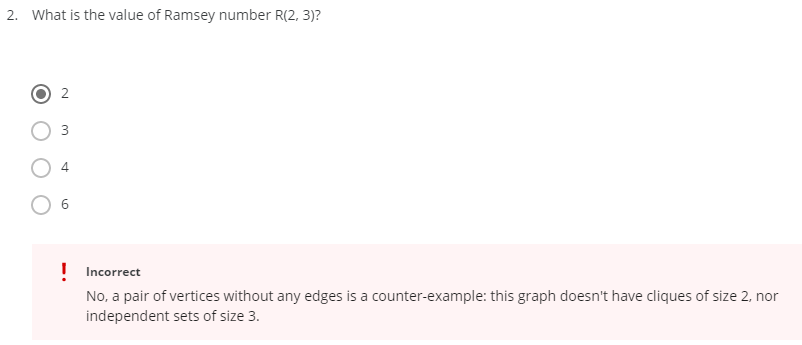 2. What is the value of Ramsey number R(2, 3)?
2
3
4
6
! Incorrect
No, a pair of vertices without any edges is a counter-example: this graph doesn't have cliques of size 2, nor
independent sets of size 3.